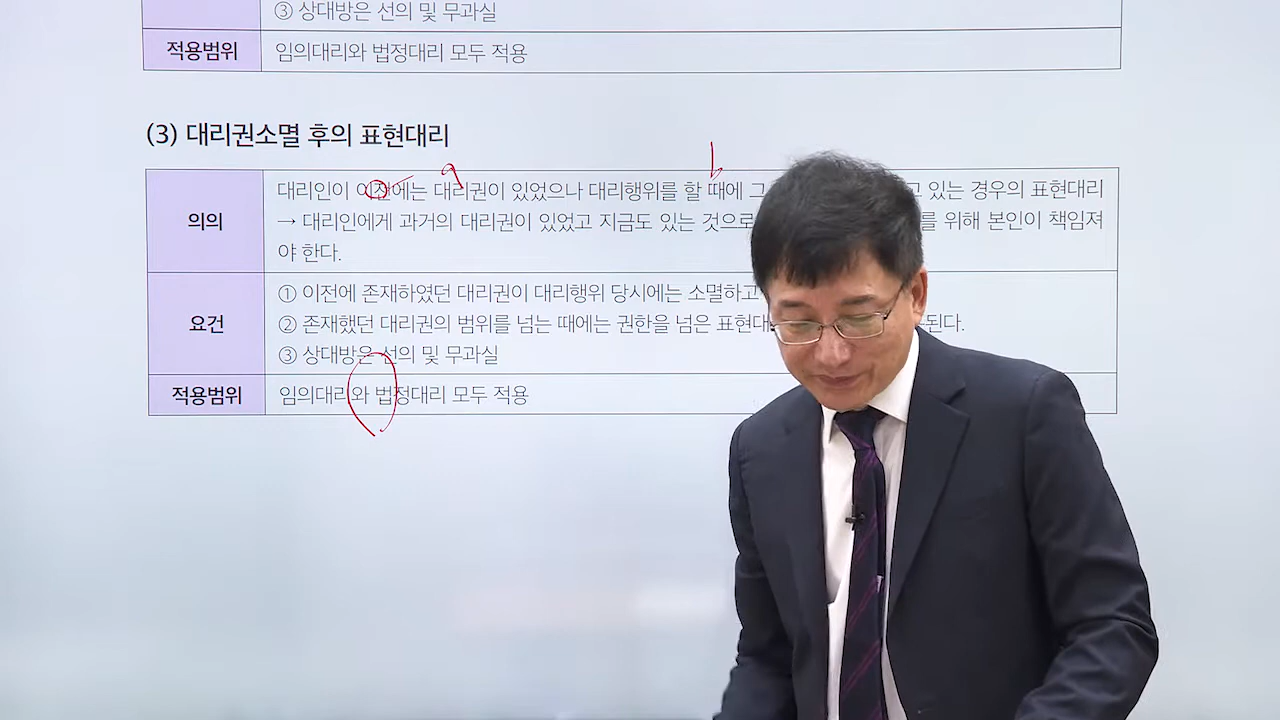 ③ 상대방은 선의 및 무과실
적용범위
임의대리와 법정대리 모두 적용
(3) 대리권소멸 후의 표현대리
a
b
의의
대리인이 이전에는 대리권이 있었으나 대리행위를 할 때에 그 고 있는 경우의 표현대리
→ 대리인에게 과거의 대리권이 있었고 지금도 있는 것으로 를 위해 본인이 책임져
야 한다.
요건
① 이전에 존재하였던 대리권이 대리행위 당시에는 소멸하고
② 존재했던 대리권의 범위를 넘는 때에는 권한을 넘은 표현대 된다.
③ 상대방은 선의 및 무과실
적용범위
임의대리와 법정대리 모두 적용